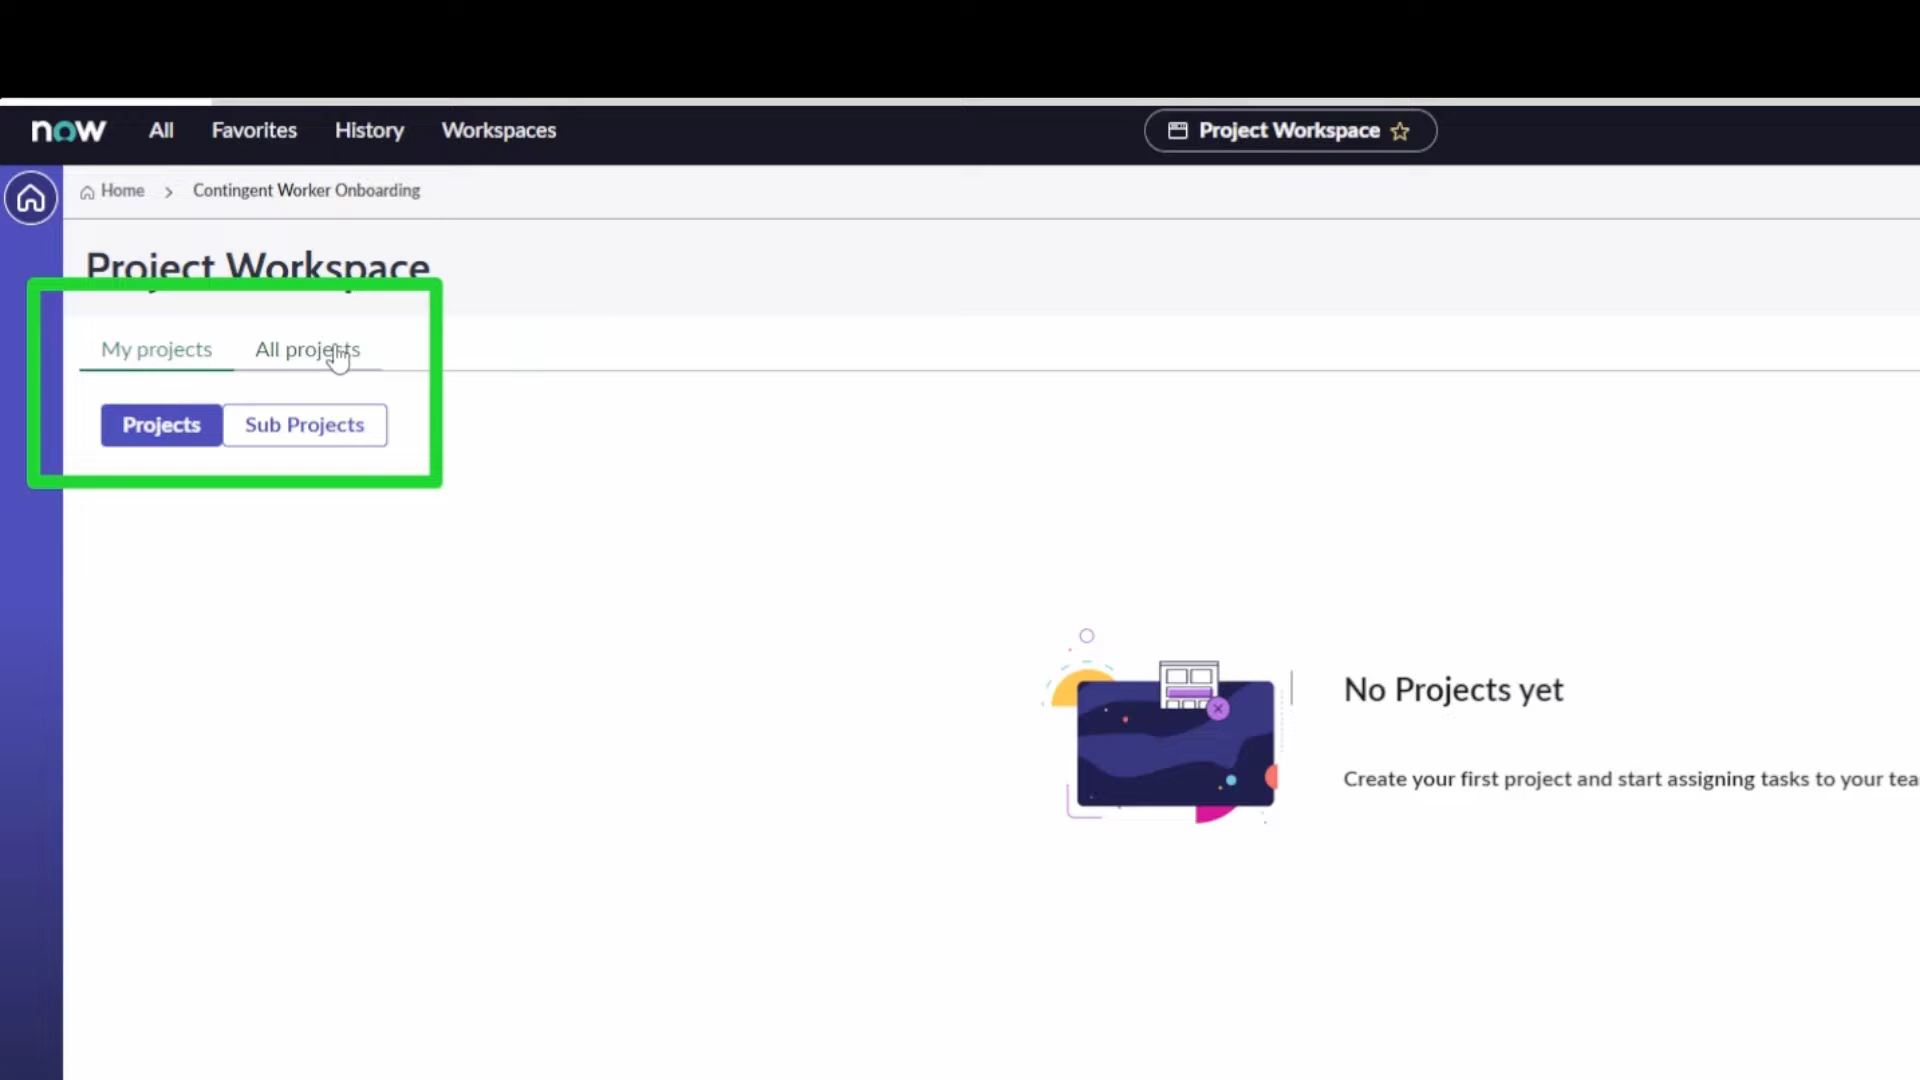 now All Favorites History Workspaces Project Workspace
Home > Contingent Worker Onboarding
Project Workspace
My projects All projects
Projects Sub Projects
No Projects yet
Create your first project and start assigning tasks to your